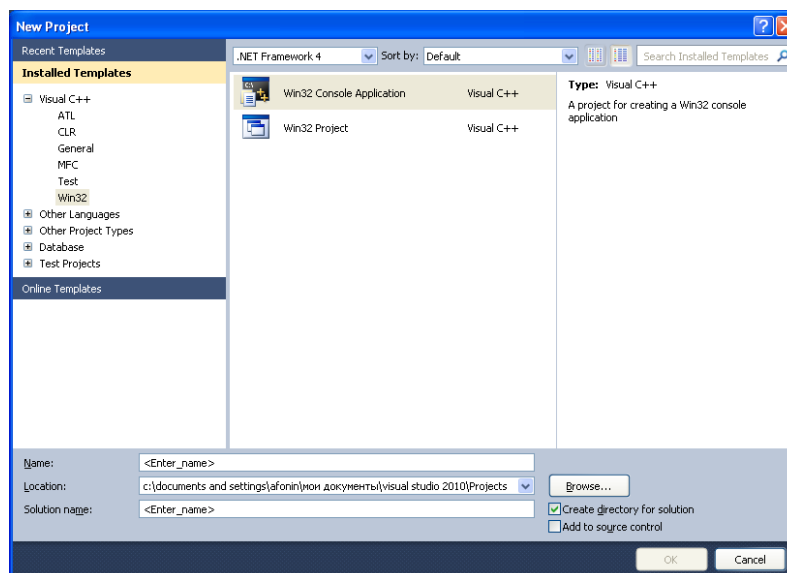 New Project
Recent Templates
.NET Framework 4 Sort by: Default Search Installed Templates
Installed Templates
Visual C++
ATL
CLR
General
MFC
Test
Win32
Other Languages
Other Project Types
Database
Test Projects
Online Templates
Win32 Console Application Visual C++
Win32 Project Visual C++
Type: Visual C++
A project for creating a Win32 console
application
Name: <Enter_name>
Location: c:\documents and settings\afonin\мои документы\visual studio 2010\Projects Browse...
Solution name: <Enter_name>
Create directory for solution
Add to source control
OK Cancel